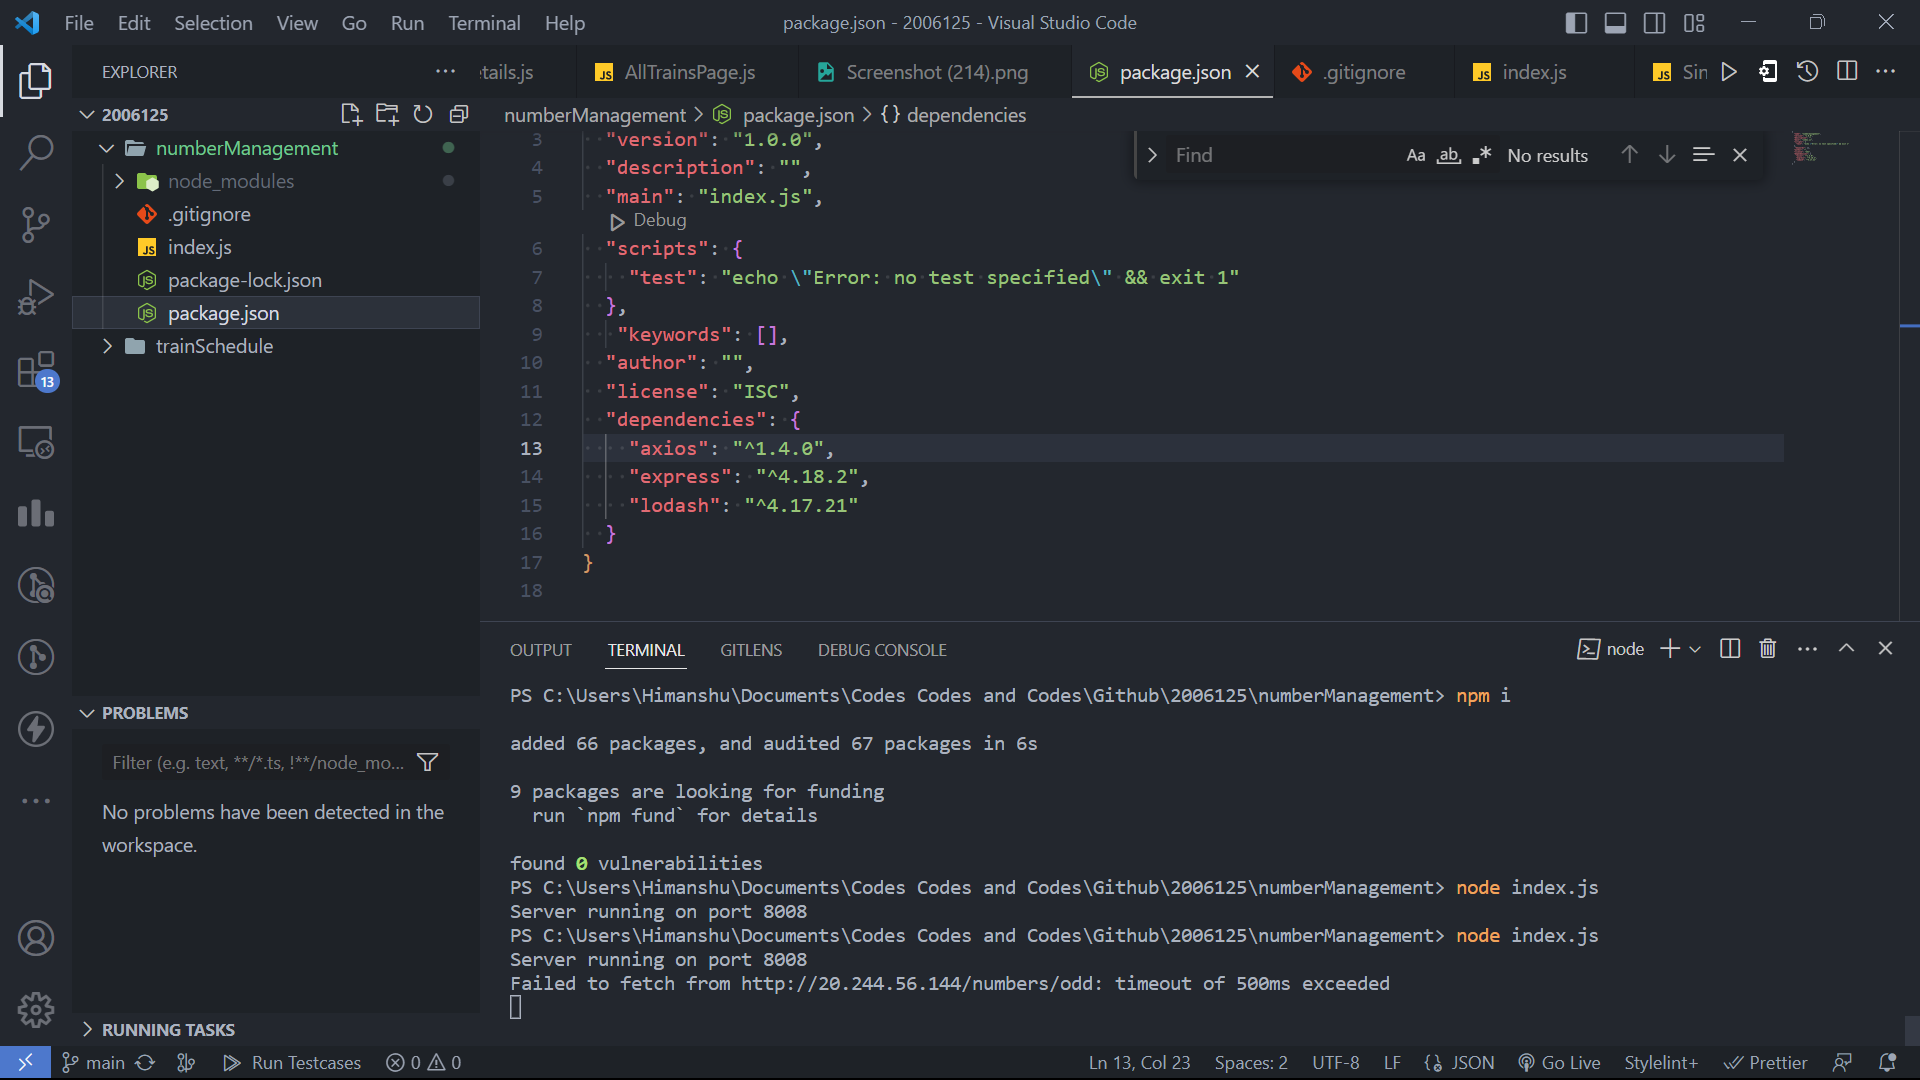 File Edit Selection View Go Run Terminal Help
package.json - 2006125 - Visual Studio Code
EXPLORER
etails.js
AllTrainsPage.js
Screenshot (214).png
package.json
.gitignore
index.js
Sin
2006125
numberManagement
node_modules
.gitignore
index.js
package-lock.json
package.json
trainSchedule
13
numberManagement > package.json > {} dependencies
Find
Aa
ab
No results
3 "version": "1.0.0",
4 "description": "",
5 "main": "index.js",
Debug
6 "scripts": {
7 "test": "echo \"Error: no test specified\" && exit 1"
8 },
9 "keywords": [],
10 "author": "",
11 "license": "ISC",
12 "dependencies": {
13 "axios": "^1.4.0",
14 "express": "^4.18.2",
15 "lodash": "^4.17.21"
16 }
17 }
18
PROBLEMS
Filter (e.g. text, **/*.ts, !**/node_mo...
No problems have been detected in the
workspace.
RUNNING TASKS
OUTPUT TERMINAL GITLENS DEBUG CONSOLE
node
PS C:\Users\Himanshu\Documents\Codes Codes and Codes\Github\2006125\numberManagement> npm i
added 66 packages, and audited 67 packages in 6s
9 packages are looking for funding
run `npm fund` for details
found 0 vulnerabilities
PS C:\Users\Himanshu\Documents\Codes Codes and Codes\Github\2006125\numberManagement> node index.js
Server running on port 8008
PS C:\Users\Himanshu\Documents\Codes Codes and Codes\Github\2006125\numberManagement> node index.js
Server running on port 8008
Failed to fetch from http://20.244.56.144/numbers/odd: timeout of 500ms exceeded
main
Run Testcases
0 0
Ln 13, Col 23
Spaces: 2
UTF-8
LF
JSON
Go Live
Stylelint+
Prettier